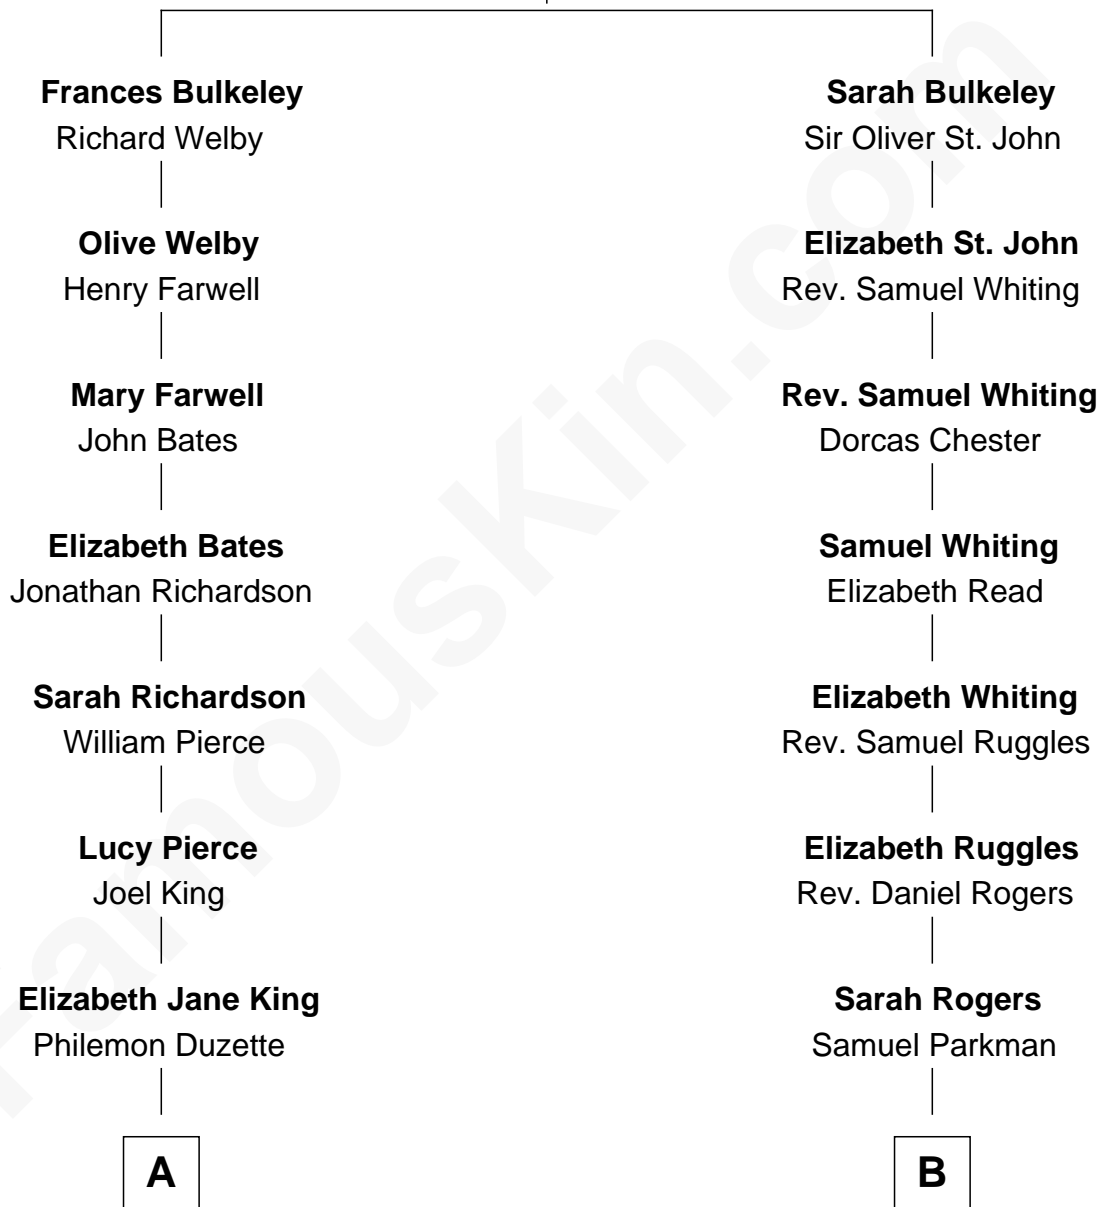 Frances Bulkeley
Richard Welby
Olive Welby
Henry Farwell
Mary Farwell
John Bates
Elizabeth Bates
Jonathan Richardson
Sarah Richardson
William Pierce
Lucy Pierce
Joel King
Elizabeth Jane King
Philemon Duzette
A
Sarah Bulkeley
Sir Oliver St. John
Elizabeth St. John
Rev. Samuel Whiting
Rev. Samuel Whiting
Dorcas Chester
Samuel Whiting
Elizabeth Read
Elizabeth Whiting
Rev. Samuel Ruggles
Elizabeth Ruggles
Rev. Daniel Rogers
Sarah Rogers
Samuel Parkman
B
FamousKin.com